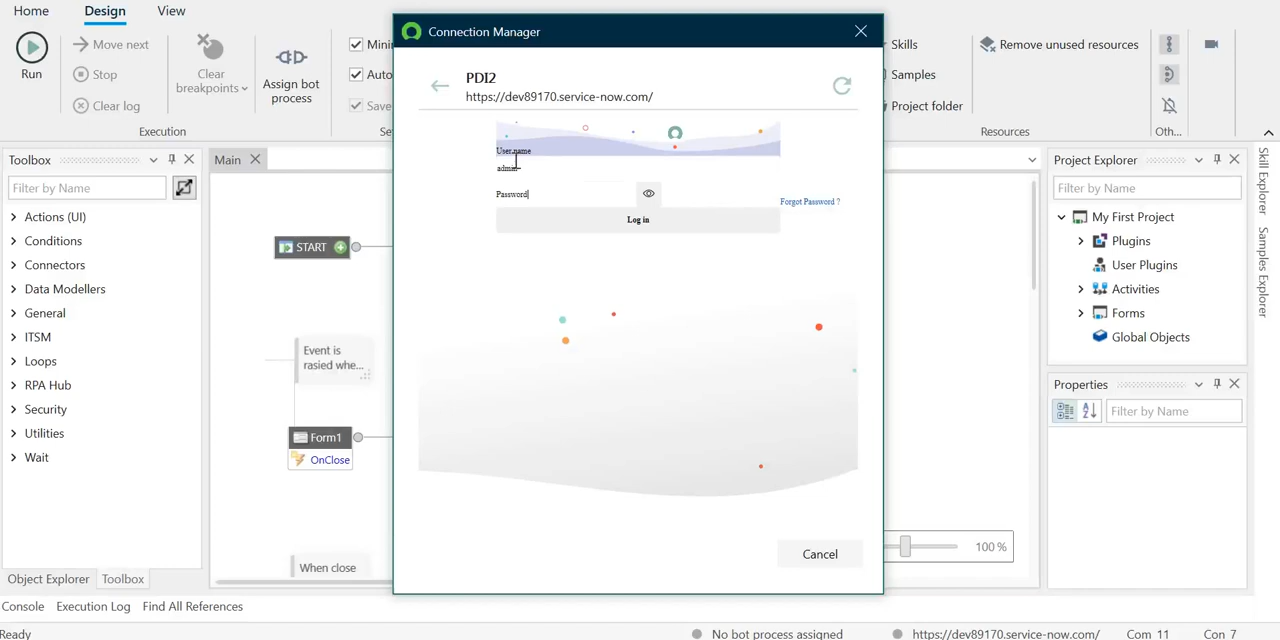 Home
Design
View
Run
Move next
Stop
Clear log
Execution
Clear
breakpoints
Assign bot
process
Mini
Auto
Save
Se
Connection Manager
PDI2
https://dev89170.service-now.com/
User name
admin
Password
Forgot Password ?
Log in
Cancel
Skills
Samples
Project folder
Remove unused resources
Resources
Oth...
Toolbox
Filter by Name
Actions (UI)
Conditions
Connectors
Data Modellers
General
ITSM
Loops
RPA Hub
Security
Utilities
Wait
Object Explorer
Toolbox
Main
START
Event is
rasied whe...
Form1
OnClose
When close
100 %
Project Explorer
Filter by Name
My First Project
Plugins
User Plugins
Activities
Forms
Global Objects
Properties
Filter by Name
Skill Explorer
Samples Explorer
Console
Execution Log
Find All References
Ready
No bot process assigned
https://dev89170.service-now.com/
Com 11
Con 7